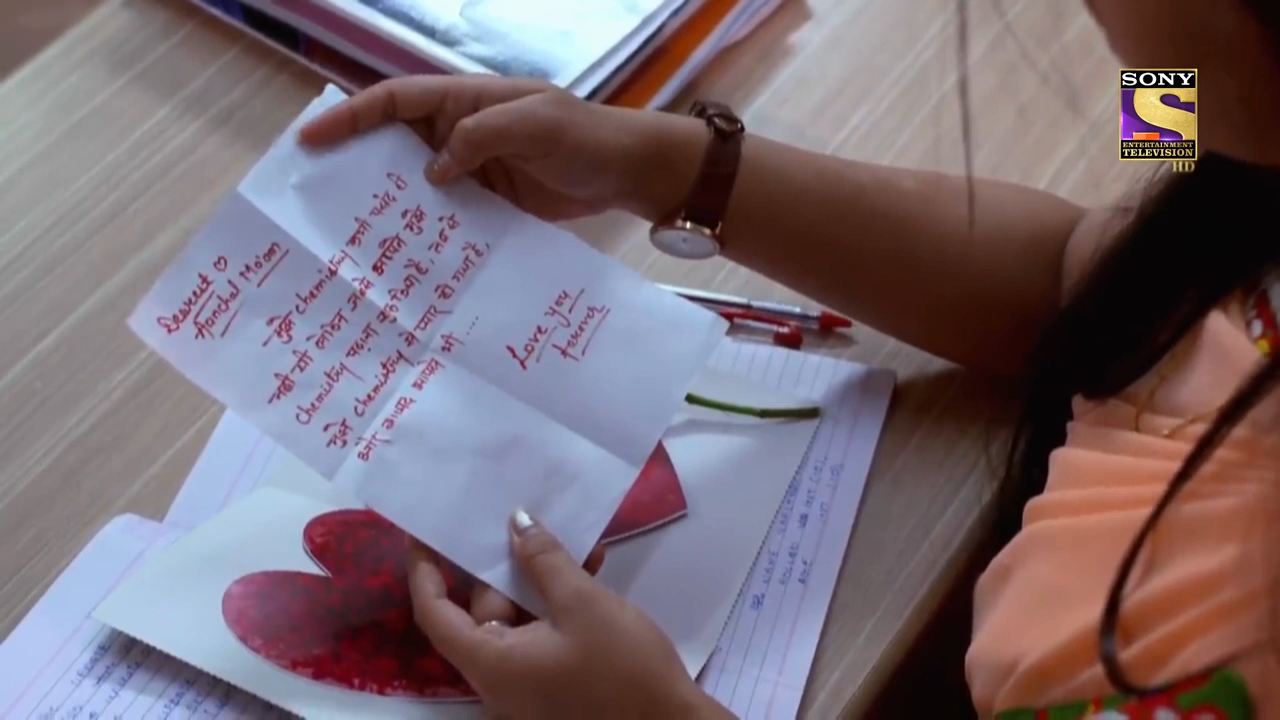 SONY
ENTERTAINMENT
TELEVISION
HD
Dearest ♡
Aanchal Ma'am
मुझे chemistry कभी पसंद ही
नही थी लेकिन जबसे आपने मुझे
chemistry पढ़ाना शुरू किया है, तब से
मुझे chemistry से प्यार हो गया है,
और शायद आपसे भी ....
Love you
forever